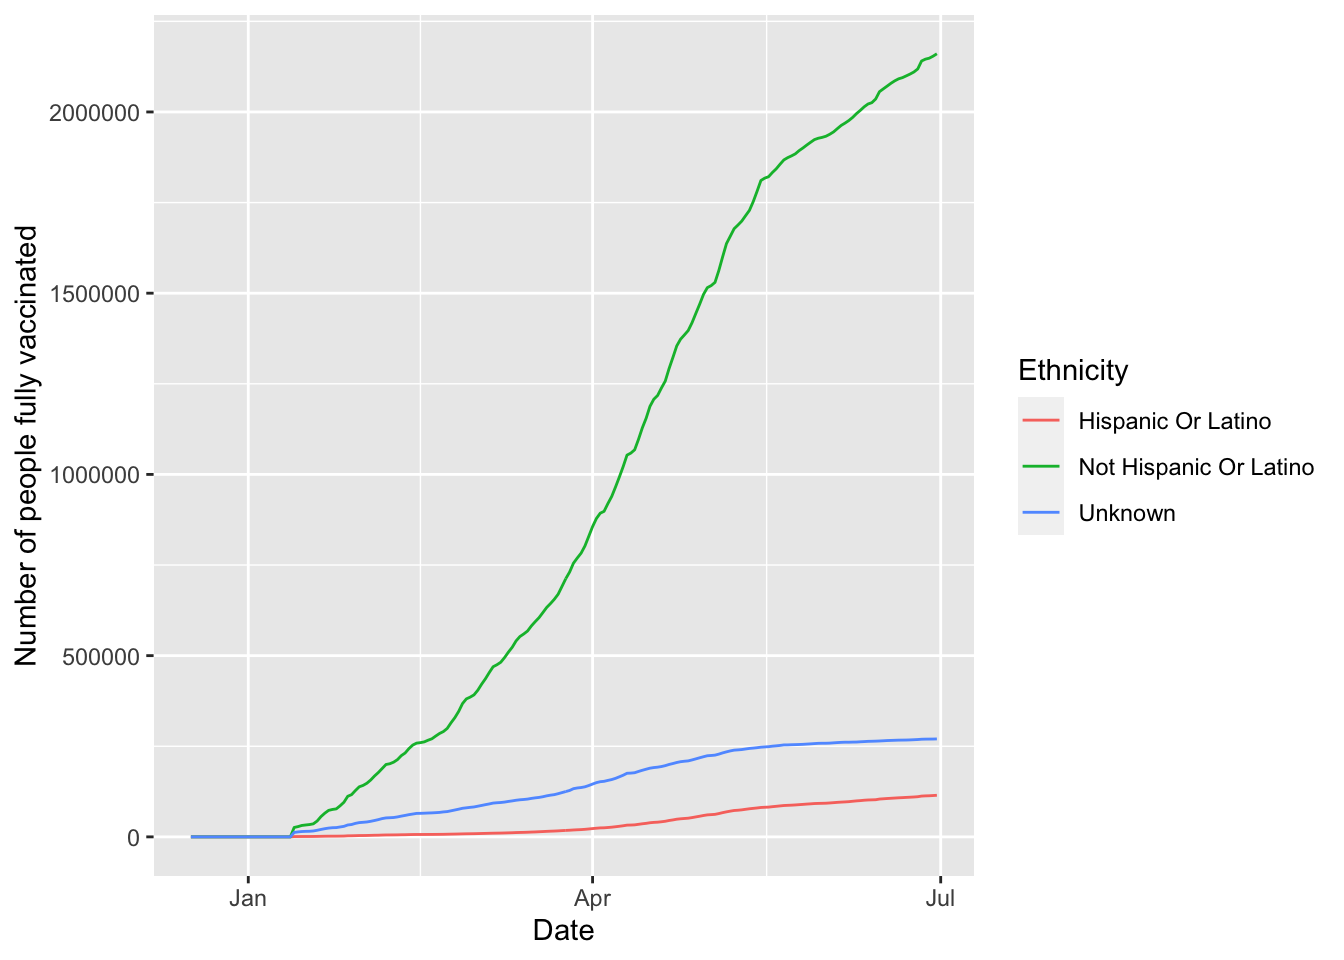 Number of people fully vaccinated
2000000
1500000
1000000
500000
0
Jan
Apr
Jul
Date
Ethnicity
Hispanic Or Latino
Not Hispanic Or Latino
Unknown